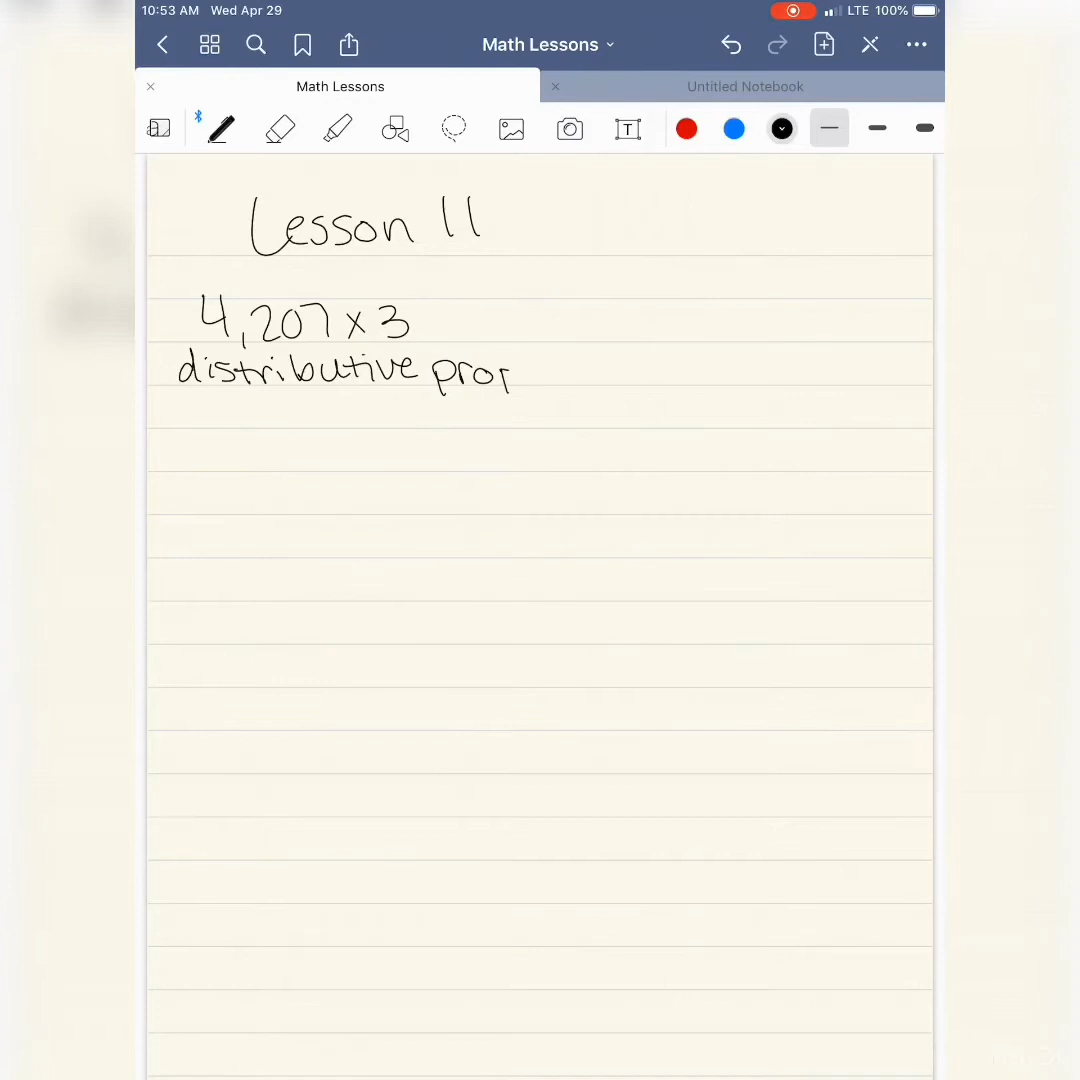 10:53 AM Wed Apr 29 LTE 100%
Math Lessons
Math Lessons Untitled Notebook
T
Lesson 11
4,207 x 3
distributive prop